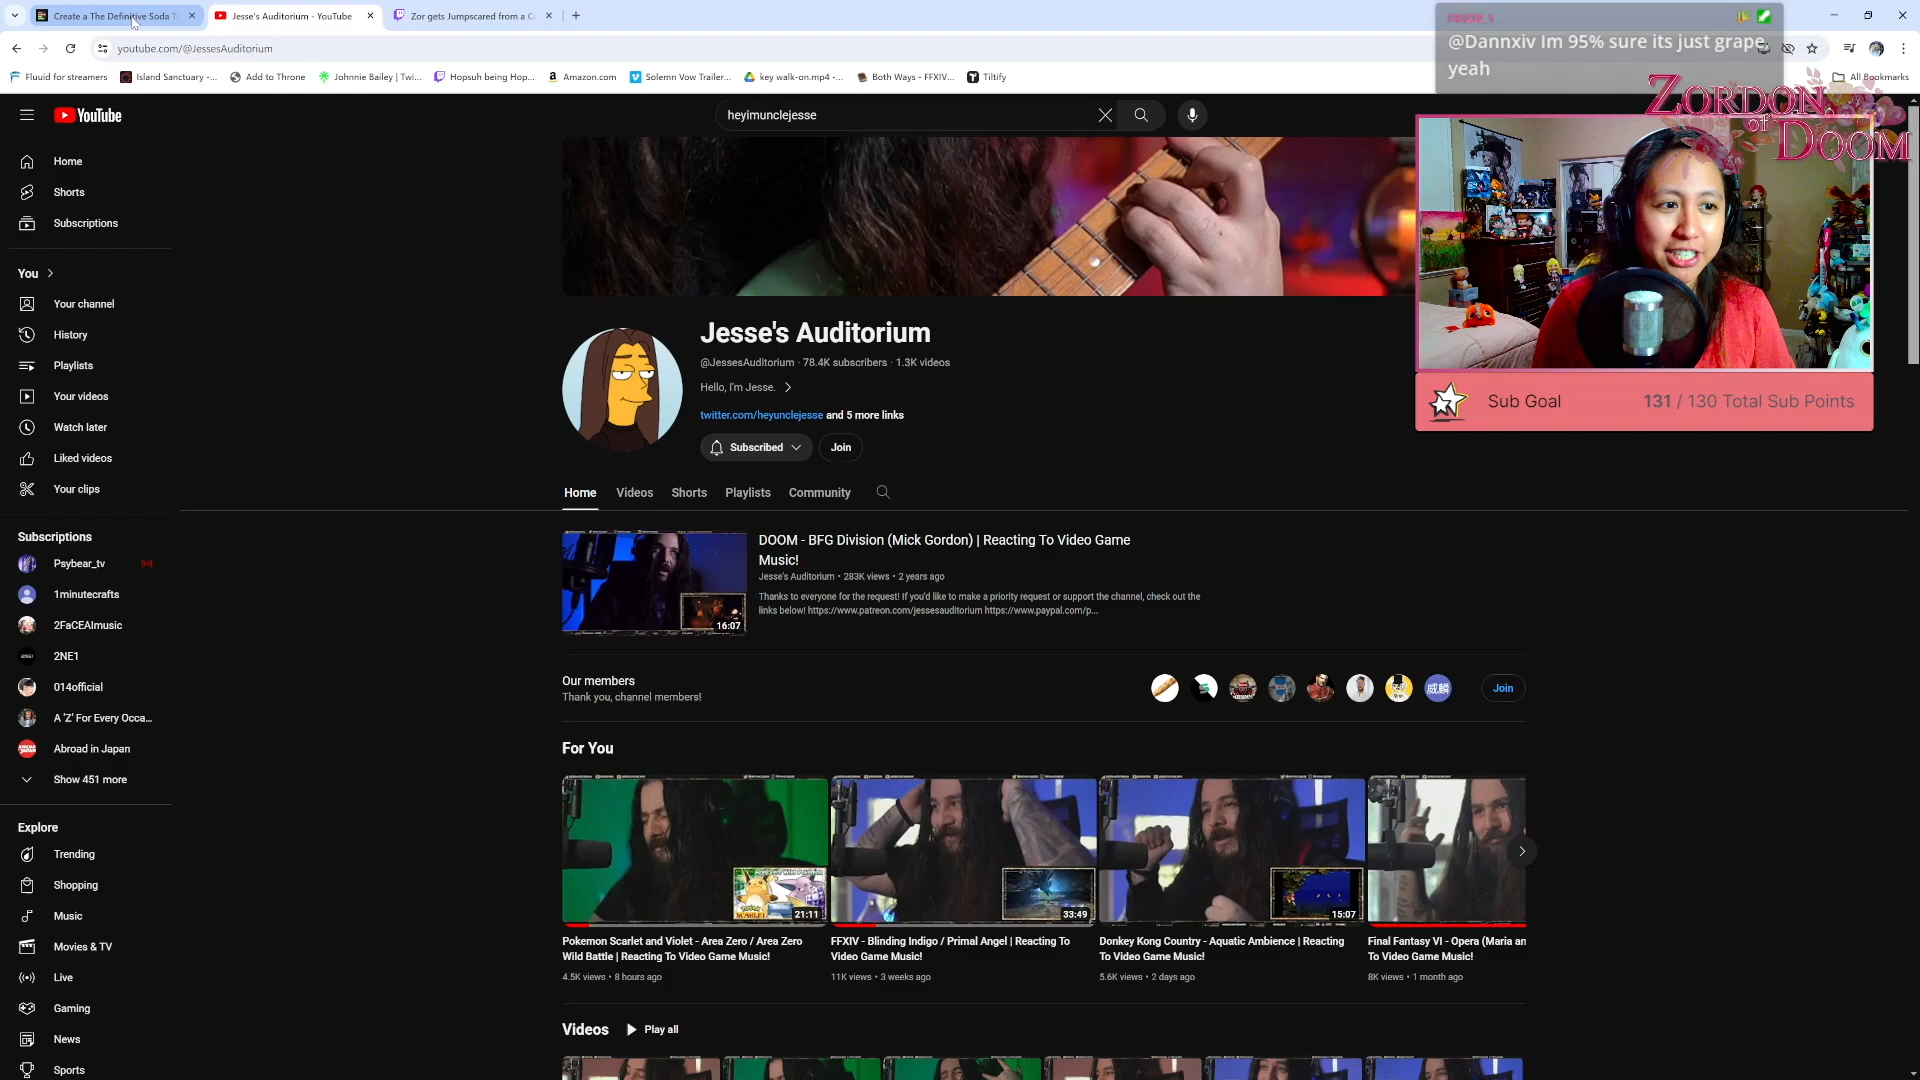 Create a The Definitive Soda T
Jesse's Auditorium - YouTube
Zor gets Jumpscared from a C
youtube.com/@JessesAuditorium
Fluuid for streamers
Island Sanctuary -...
Add to Throne
Johnnie Bailey | Twi...
Hopsuh being Hop...
Amazon.com
Solemn Vow Trailer...
key walk-on.mp4 -...
Both Ways - FFXIV...
Tiltify
All Bookmarks
@Dannxiv Im 95% sure its just grape
yeah
ZORDON
of
DOOM
Sub Goal
131 / 130 Total Sub Points
YouTube
heyimunclejesse
Home
Shorts
Subscriptions
You
Your channel
History
Playlists
Your videos
Watch later
Liked videos
Your clips
Subscriptions
Psybear_tv
1minutecrafts
2FaCEAImusic
2NE1
014official
A 'Z' For Every Occa...
Abroad in Japan
Show 451 more
Explore
Trending
Shopping
Music
Movies & TV
Live
Gaming
News
Sports
Jesse's Auditorium
@JessesAuditorium · 78.4K subscribers · 1.3K videos
Hello, I'm Jesse.
twitter.com/heyunclejesse and 5 more links
Subscribed
Join
Home
Videos
Shorts
Playlists
Community
16:07
DOOM - BFG Division (Mick Gordon) | Reacting To Video Game
Music!
Jesse's Auditorium • 283K views • 2 years ago
Thanks to everyone for the request! If you'd like to make a priority request or support the channel, check out the
links below! https://www.patreon.com/jessesauditorium https://www.paypal.com/p...
Our members
Thank you, channel members!
威麟
Join
For You
SCARLET
21:11
33:49
15:07
Pokemon Scarlet and Violet - Area Zero / Area Zero
Wild Battle | Reacting To Video Game Music!
4.5K views • 8 hours ago
FFXIV - Blinding Indigo / Primal Angel | Reacting To
Video Game Music!
11K views • 3 weeks ago
Donkey Kong Country - Aquatic Ambience | Reacting
To Video Game Music!
5.6K views • 2 days ago
Final Fantasy VI - Opera (Maria an
To Video Game Music!
8K views • 1 month ago
Videos
Play all